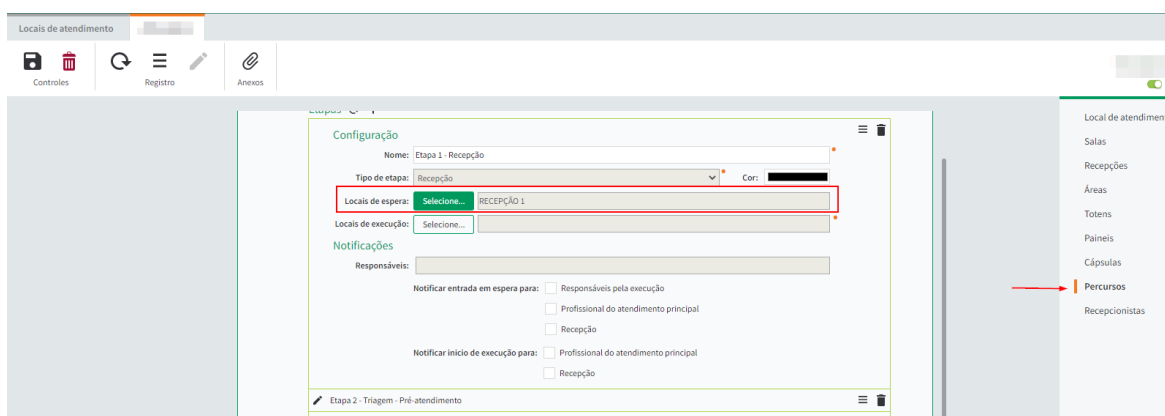 Locais de atendimento
Controles
Registro
Anexos
Etapas
Configuração
Nome: Etapa 1 - Recepção
Tipo de etapa: Recepção
Cor:
Locais de espera: Selecione... RECEPÇÃO 1
Locais de execução: Selecione...
Notificações
Responsáveis:
Notificar entrada em espera para: Responsáveis pela execução
Profissional do atendimento principal
Recepção
Notificar inicio de execução para: Profissional do atendimento principal
Recepção
Etapa 2 - Triagem - Pré-atendimento
Local de atendimen
Salas
Recepções
Áreas
Totens
Paineis
Cápsulas
Percursos
Recepcionistas